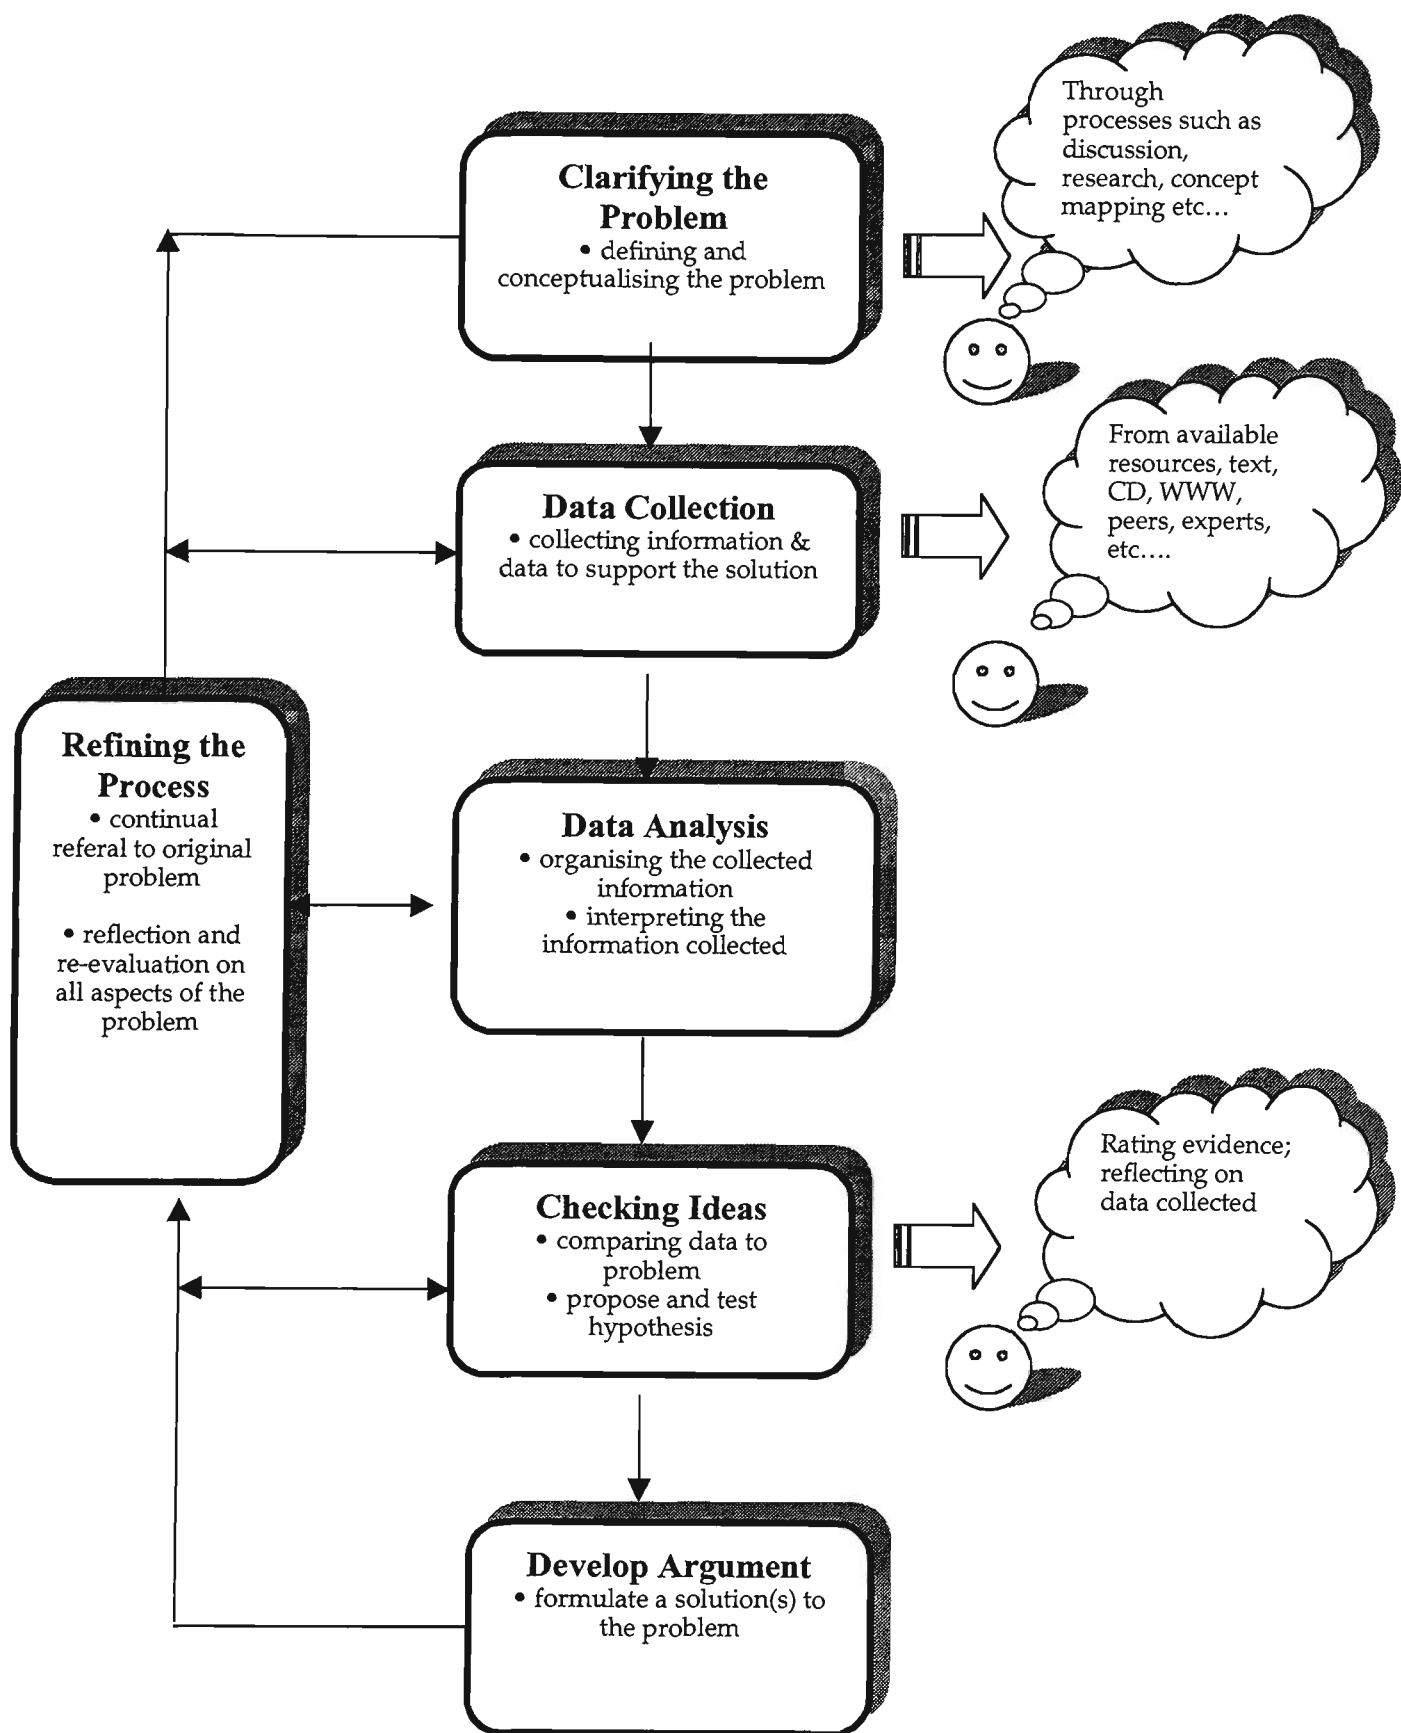 Through
processes such as
discussion,
research, concept
mapping etc...
Clarifying the
Problem
• defining and
conceptualising the problem
From available
resources, text,
CD, WWW,
peers, experts,
etc....
Data Collection
• collecting information &
data to support the solution
Refining the
Process
• continual
referal to original
problem
• reflection and
re-evaluation on
all aspects of the
problem
Data Analysis
• organising the collected
information
• interpreting the
information collected
Checking Ideas
• comparing data to
problem
• propose and test
hypothesis
Rating evidence;
reflecting on
data collected
Develop Argument
• formulate a solution(s) to
the problem